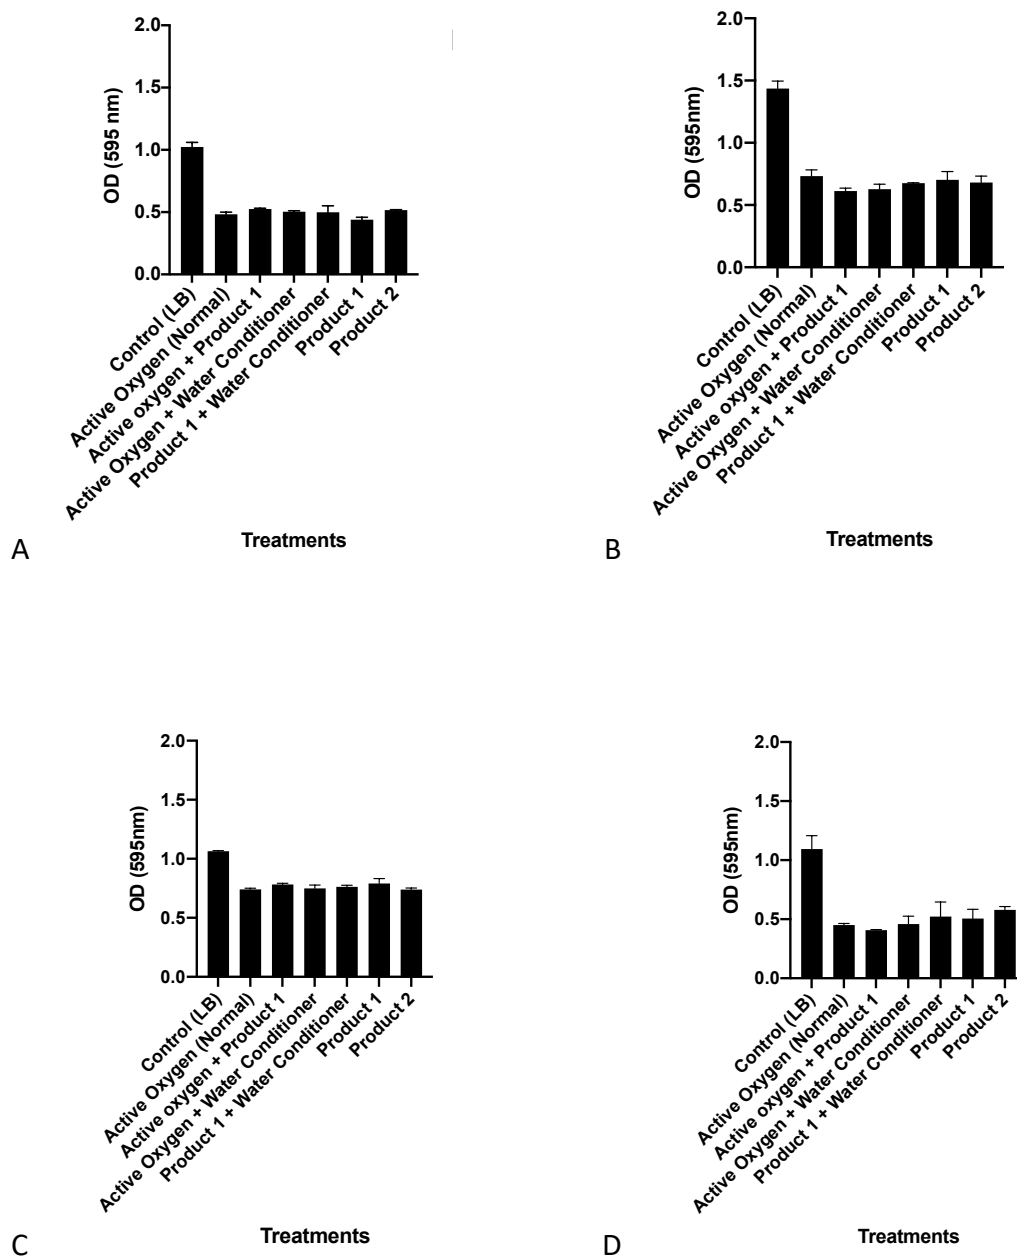 2.0
1.5
1.0
0.5
0.0
OD (595 nm)
Control (LB)
Active Oxygen (Normal)
Active oxygen + Product 1
Active Oxygen + Water Conditioner
Product 1 + Water Conditioner
Product 1
Product 2
Treatments
A
2.0
1.5
1.0
0.5
0.0
OD (595nm)
Control (LB)
Active Oxygen (Normal)
Active oxygen + Product 1
Active Oxygen + Water Conditioner
Product 1 + Water Conditioner
Product 1
Product 2
Treatments
B
2.0
1.5
1.0
0.5
0.0
OD (595nm)
Control (LB)
Active Oxygen (Normal)
Active oxygen + Product 1
Active Oxygen + Water Conditioner
Product 1 + Water Conditioner
Product 1
Product 2
Treatments
C
2.0
1.5
1.0
0.5
0.0
OD (595nm)
Control (LB)
Active Oxygen (Normal)
Active oxygen + Product 1
Active Oxygen + Water Conditioner
Product 1 + Water Conditioner
Product 1
Product 2
Treatments
D